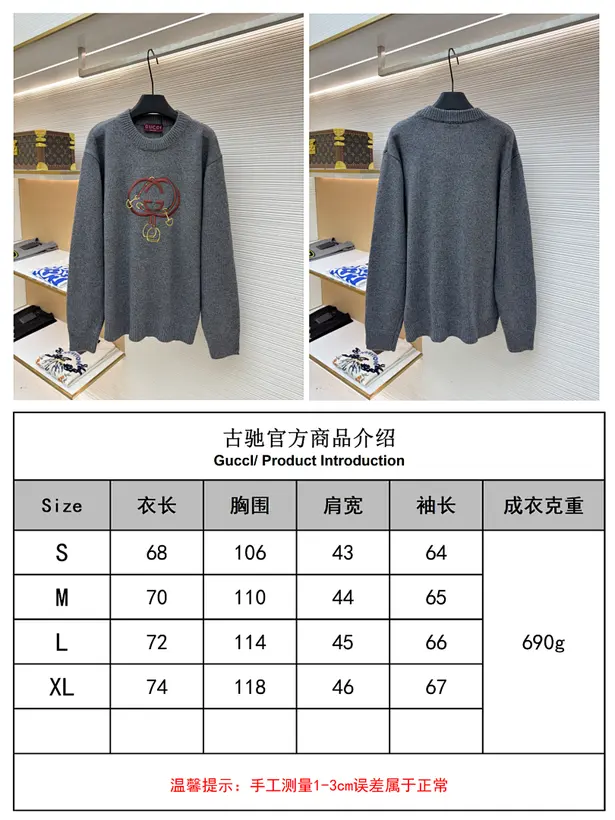 GUCCI
古驰官方商品介绍
GuccI/ Product Introduction
Size 衣长 胸围 肩宽 袖长 成衣克重
S 68 106 43 64
M 70 110 44 65
L 72 114 45 66
XL 74 118 46 67
690g
温馨提示：手工测量1-3cm误差属于正常